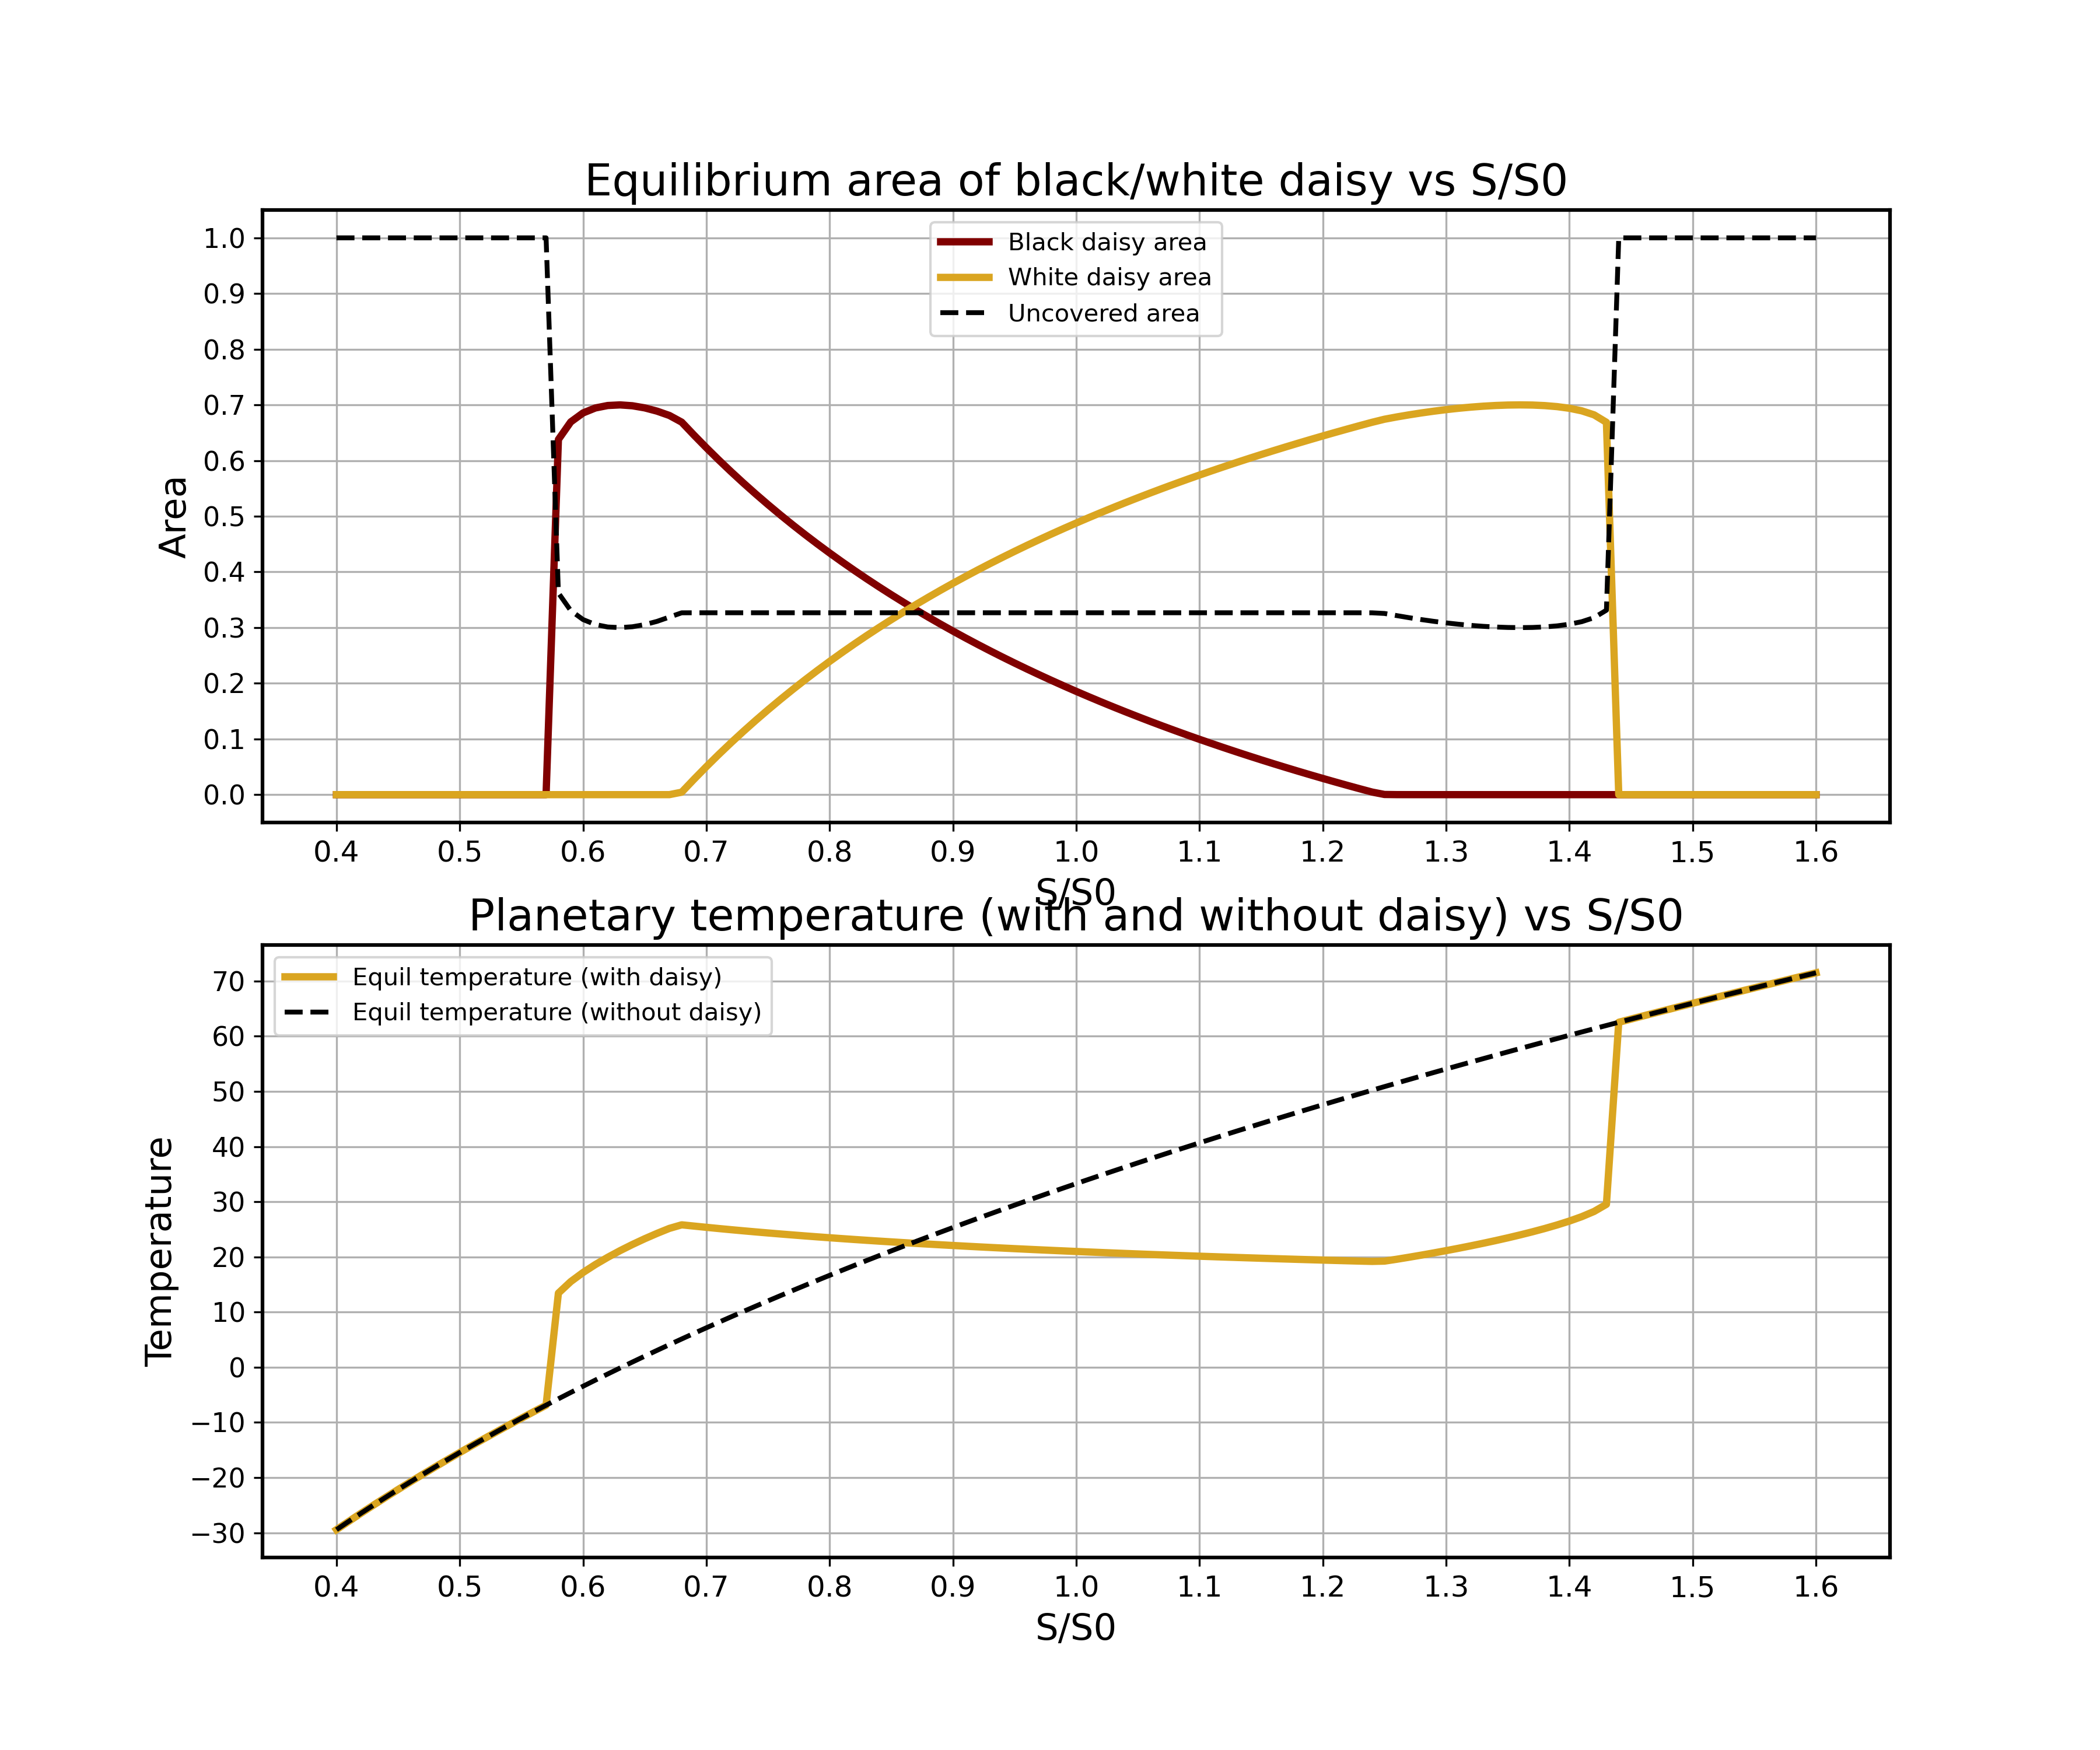 Equilibrium area of black/white daisy vs S/S0
Black daisy area
White daisy area
Uncovered area
1.0
0.9
0.8
0.7
0.6
0.5
0.4
0.3
0.2
0.1
0.0
Area
0.4 0.5 0.6 0.7 0.8 0.9 1.0 1.1 1.2 1.3 1.4 1.5 1.6
S/S0
Planetary temperature (with and without daisy) vs S/S0
Equil temperature (with daisy)
Equil temperature (without daisy)
70
60
50
40
30
20
10
0
−10
−20
−30
Temperature
0.4 0.5 0.6 0.7 0.8 0.9 1.0 1.1 1.2 1.3 1.4 1.5 1.6
S/S0